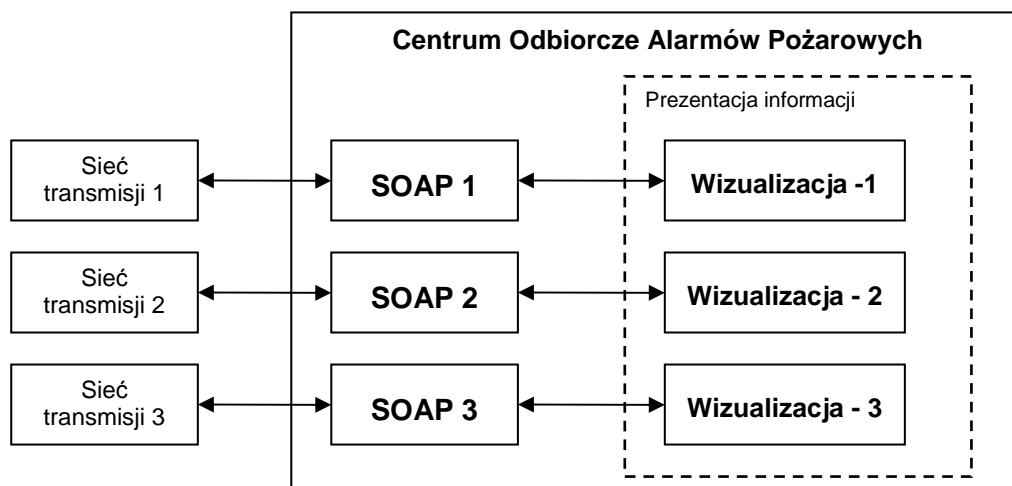 Centrum Odbiorcze Alarmów Pożarowych
Prezentacja informacji
Sieć
transmisji 1
SOAP 1
Wizualizacja -1
Sieć
transmisji 2
SOAP 2
Wizualizacja - 2
Sieć
transmisji 3
SOAP 3
Wizualizacja - 3